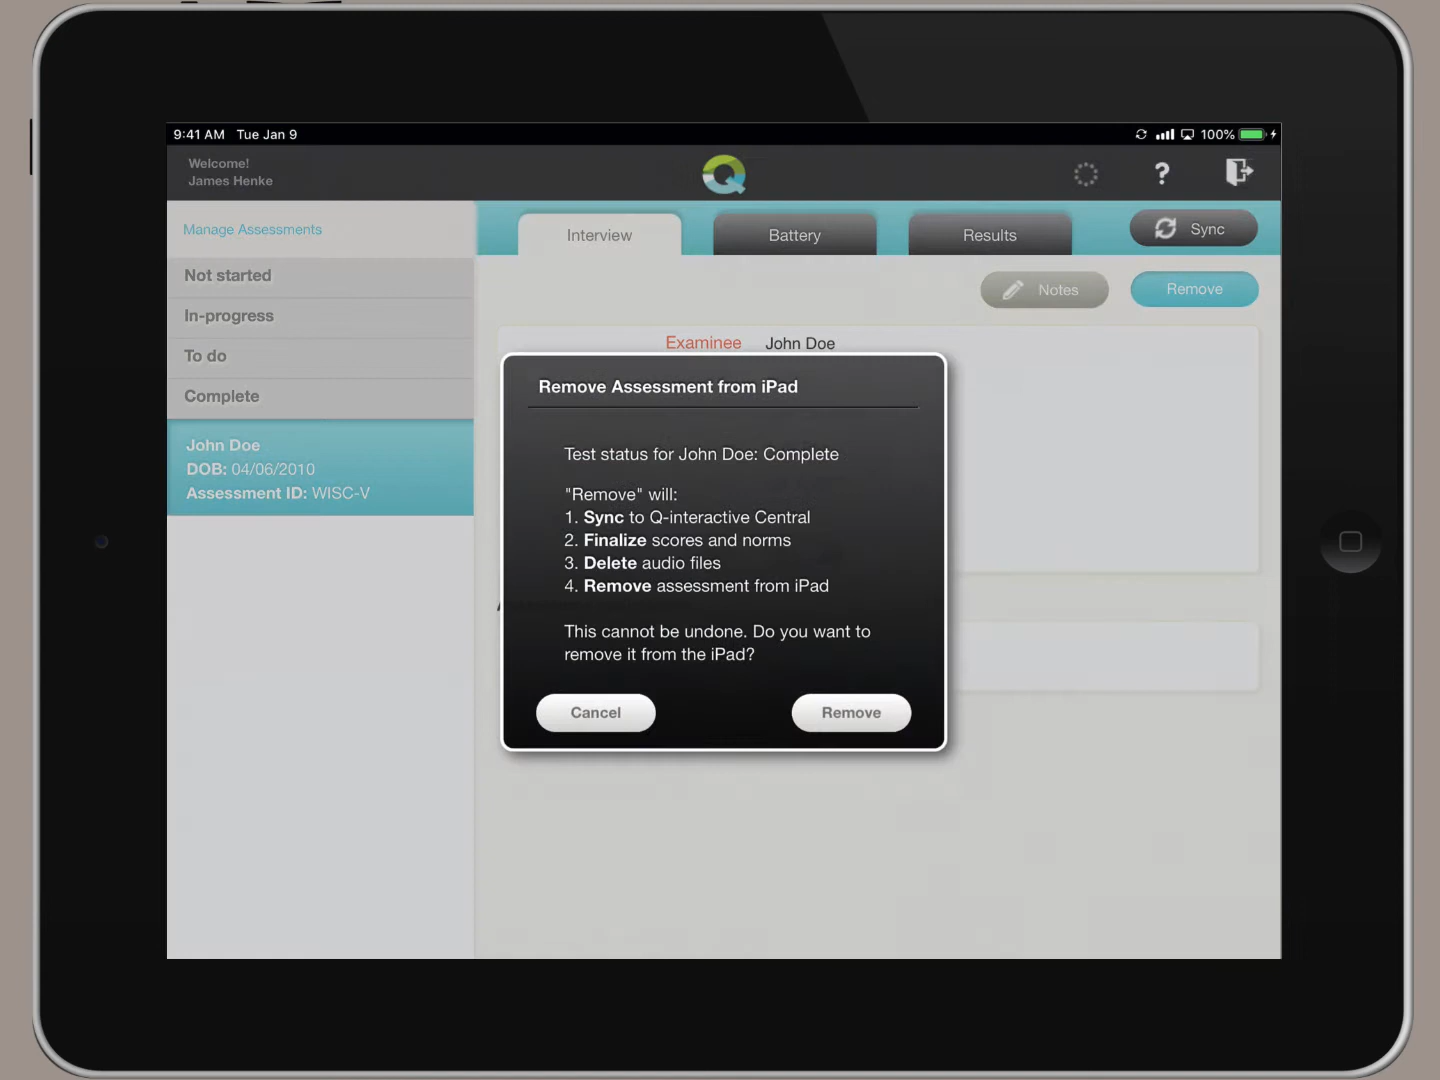 9:41 AM Tue Jan 9
100%
Welcome!
James Henke
?
Manage Assessments
Interview
Battery
Results
Sync
Not started
Notes
Remove
In-progress
Examinee John Doe
To do
Complete
John Doe
DOB: 04/06/2010
Assessment ID: WISC-V
Remove Assessment from iPad
Test status for John Doe: Complete
"Remove" will:
1. Sync to Q-interactive Central
2. Finalize scores and norms
3. Delete audio files
4. Remove assessment from iPad
This cannot be undone. Do you want to
remove it from the iPad?
Cancel
Remove